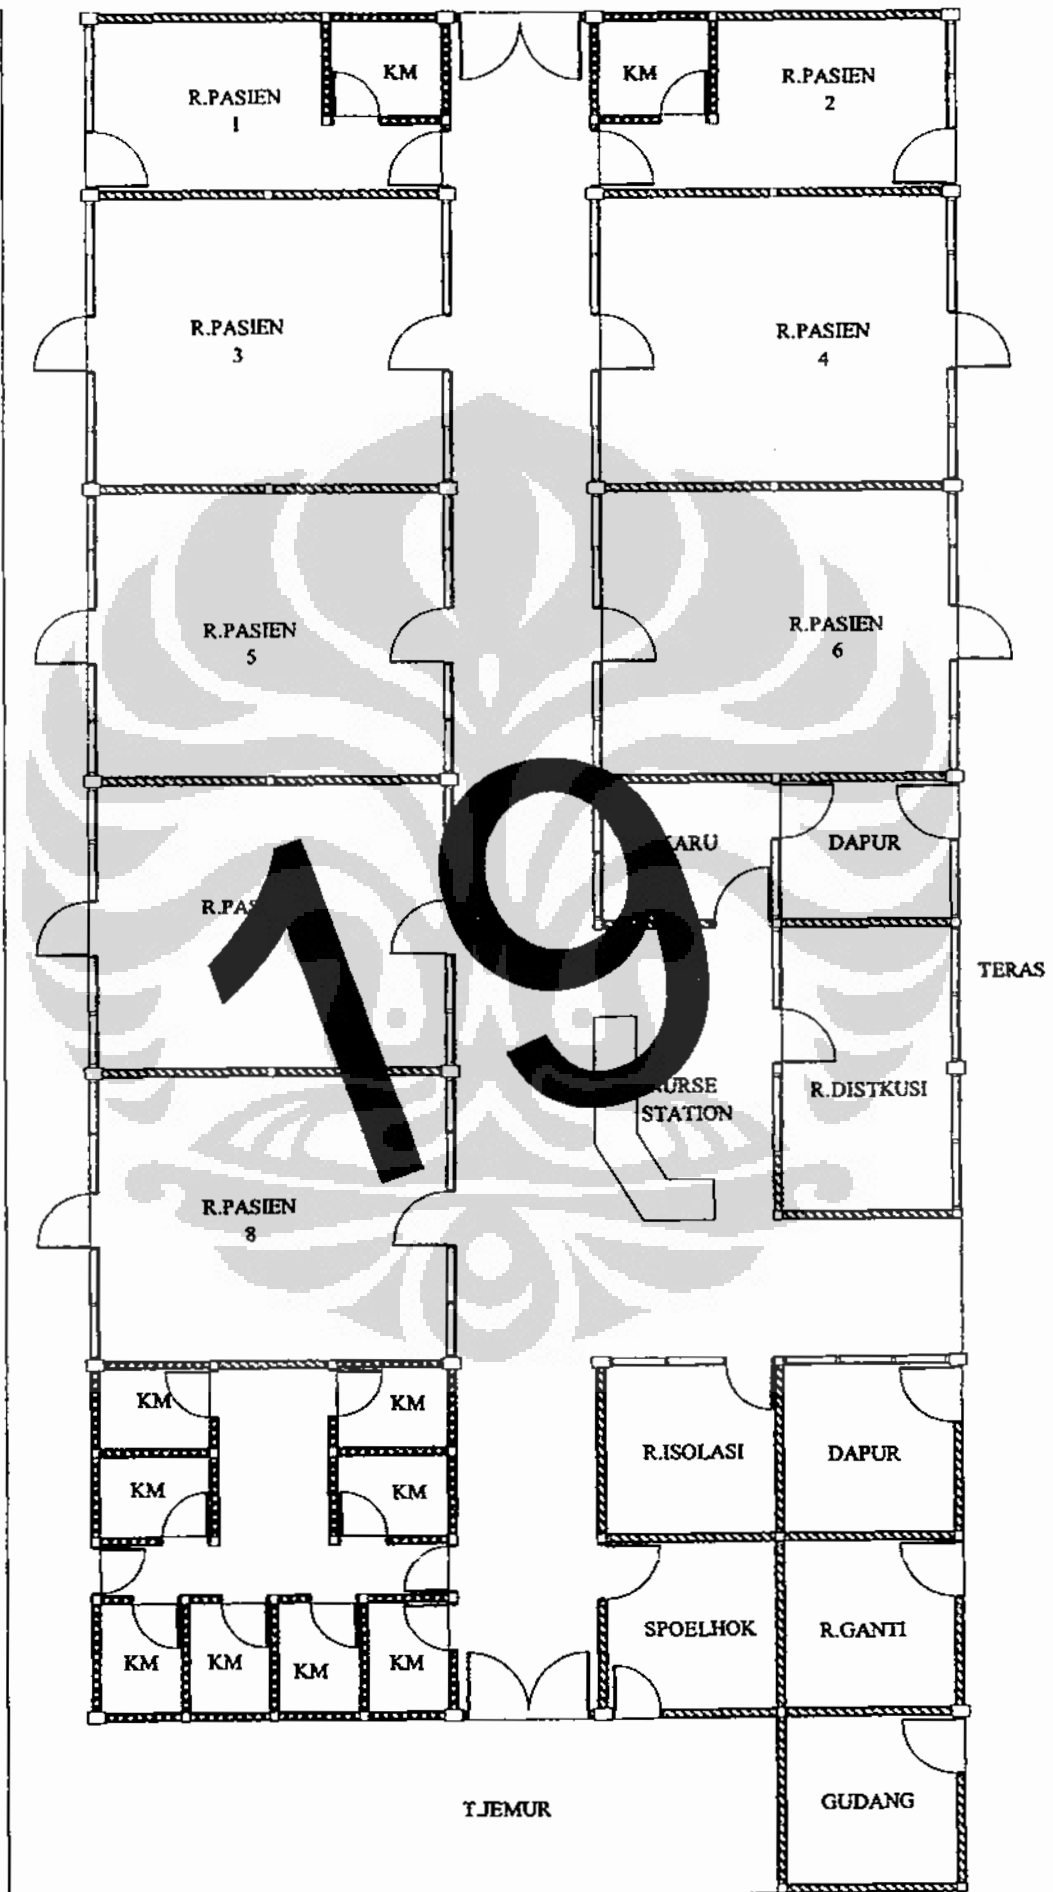 KM
KM
R.PASIEN
1
R.PASIEN
2
R.PASIEN
3
R.PASIEN
4
R.PASIEN
5
R.PASIEN
6
DAPUR
19
TERAS
R.DISTKUSI
STATION
R.PASIEN
8
KM
KM
KM
KM
R.ISOLASI
DAPUR
SPOELHOK
R.GANTI
KM
KM
KM
KM
T.JEMUR
GUDANG